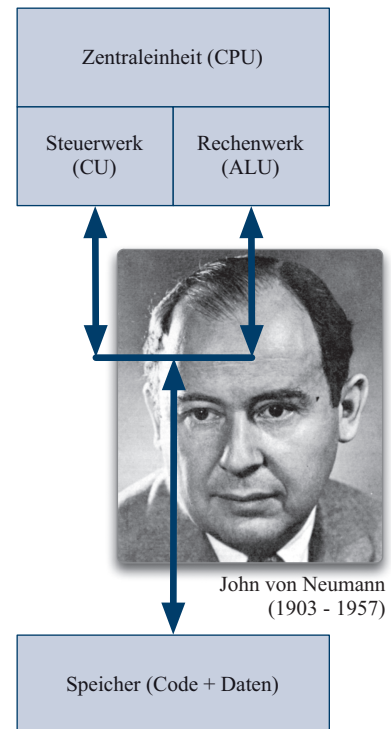 Zentraleinheit (CPU)
Steuerwerk
(CU)
Rechenwerk
(ALU)
John von Neumann
(1903 - 1957)
Speicher (Code + Daten)